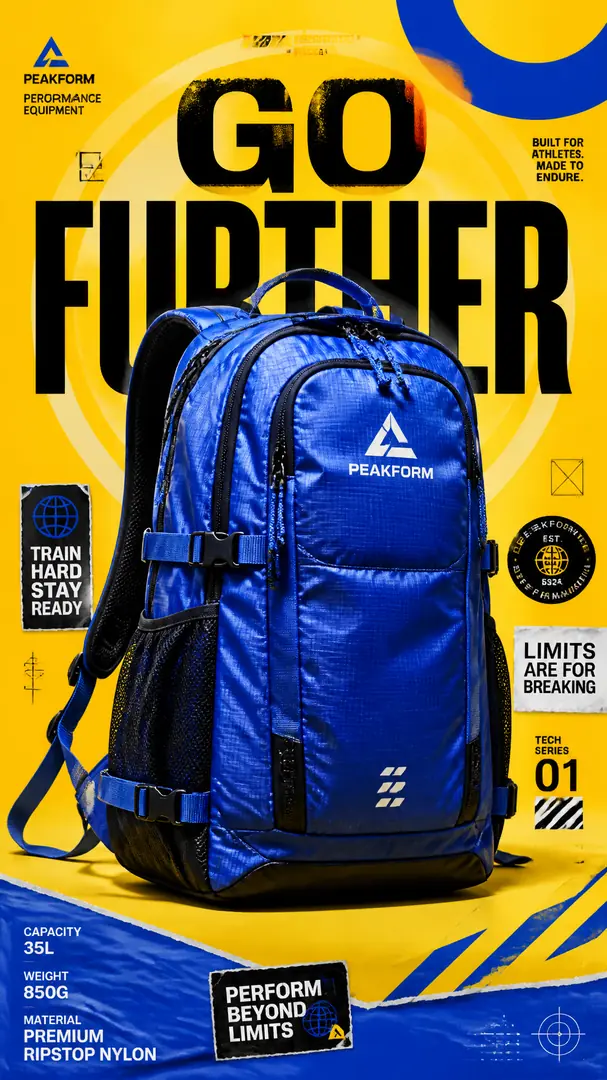 PEAKFORM
PERORMANCE
EQUIPMENT
GO
FURTHER
BUILT FOR
ATHLETES.
MADE TO
ENDURE.
PEAKFORM
TRAIN
HARD
STAY
READY
EST.
LIMITS
ARE FOR
BREAKING
TECH
SERIES
01
CAPACITY
35L
WEIGHT
850G
MATERIAL
PREMIUM
RIPSTOP NYLON
PERFORM
BEYOND
LIMITS